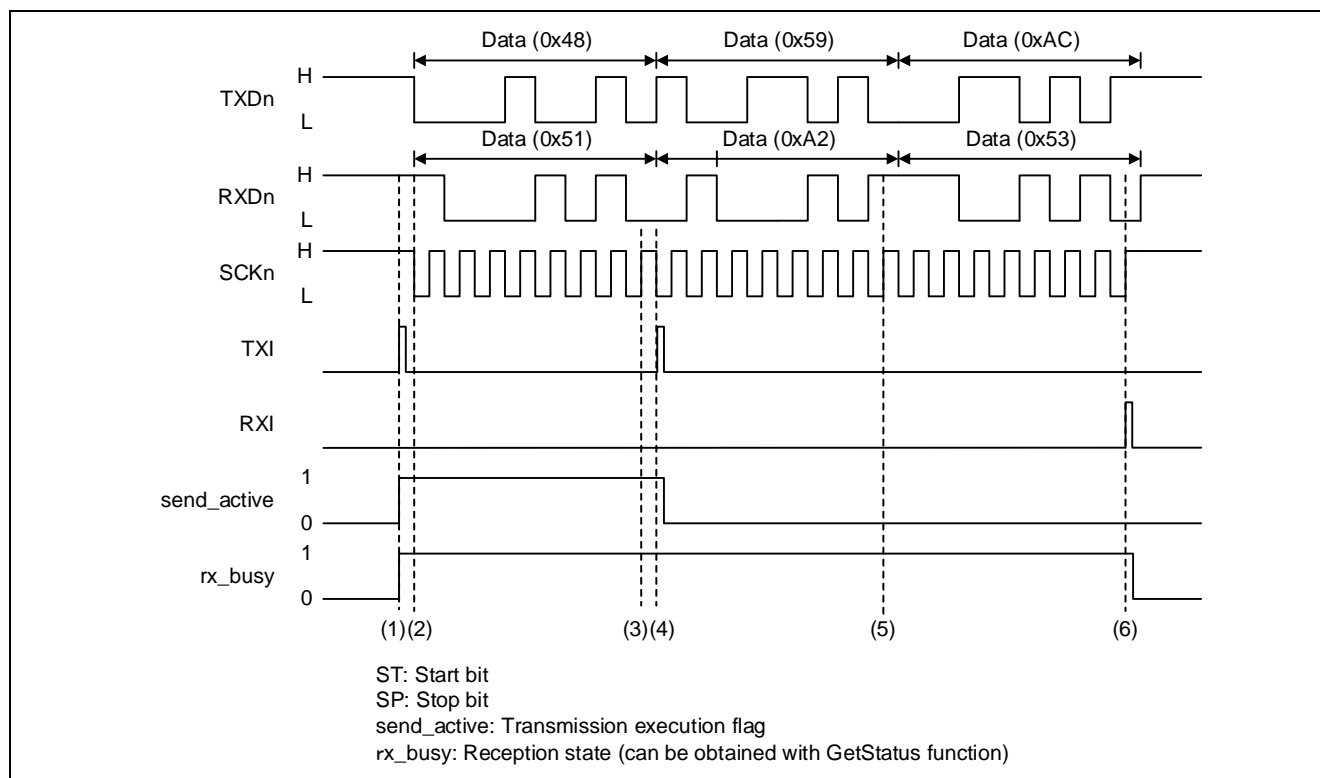 Data (0x48) Data (0x59) Data (0xAC)
H
TXDn
L
Data (0x51) Data (0xA2) Data (0x53)
H
RXDn
L
H
SCKn
L
TXI
RXI
1
send_active
0
1
rx_busy
0
(1) (2) (3) (4) (5) (6)
ST: Start bit
SP: Stop bit
send_active: Transmission execution flag
rx_busy: Reception state (can be obtained with GetStatus function)